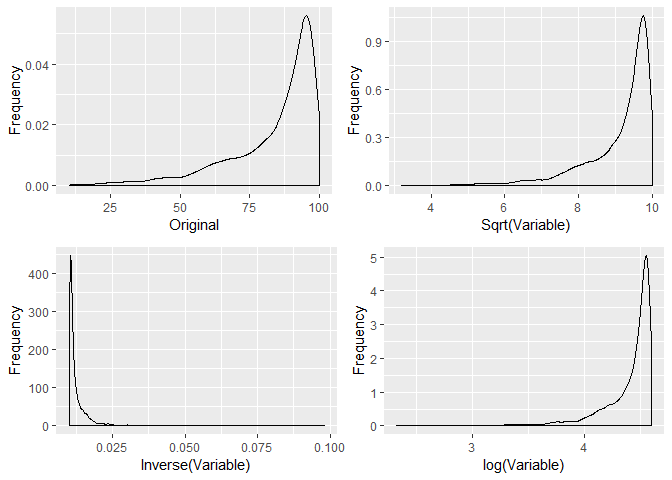 Frequency
0.04
0.02
0.00
25 50 75 100
Original
Frequency
0.9
0.6
0.3
0.0
4 6 8 10
Sqrt(Variable)
Frequency
400
300
200
100
0
0.025 0.050 0.075 0.100
Inverse(Variable)
Frequency
5
4
3
2
1
0
3 4
log(Variable)